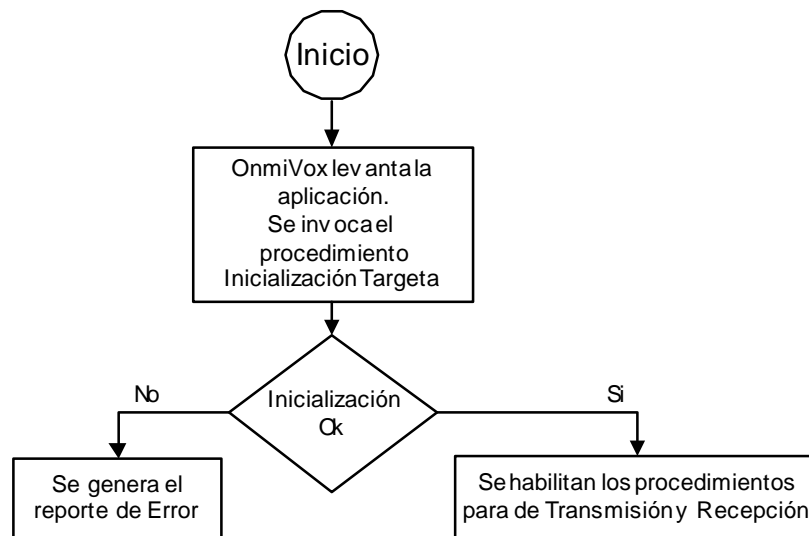 Inicio
OnmiVox levanta la
aplicación.
Se invoca el
procedimiento
Inicialización Targeta
No
Inicialización
Ok
Si
Se genera el
reporte de Error
Se habilitan los procedimientos
para de Transmisión y Recepción